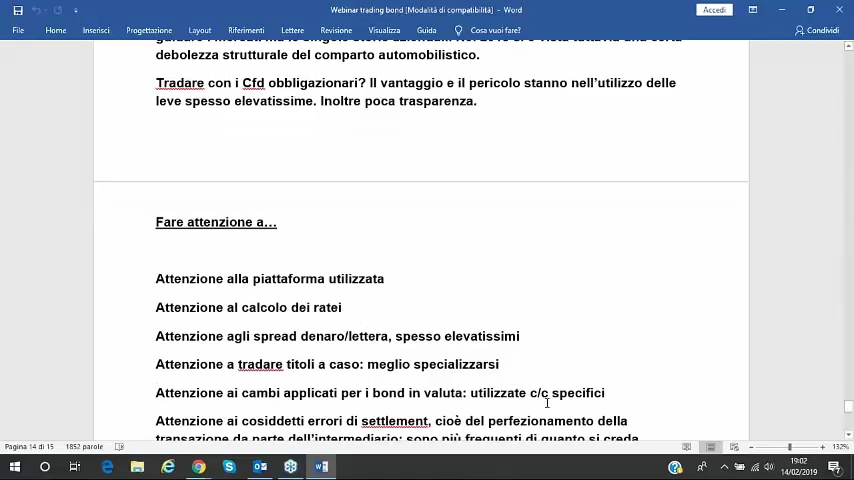 Webinar trading bond [Modalità di compatibilità] - Word
Accedi
File Home Inserisci Progettazione Layout Riferimenti Lettere Revisione Visualizza Guida Cosa vuoi fare? Condividi
debolezza strutturale del comparto automobilistico.
Tradare con i Cfd obbligazionari? Il vantaggio e il pericolo stanno nell'utilizzo delle
leve spesso elevatissime. Inoltre poca trasparenza.
Fare attenzione a…
Attenzione alla piattaforma utilizzata
Attenzione al calcolo dei ratei
Attenzione agli spread denaro/lettera, spesso elevatissimi
Attenzione a tradare titoli a caso: meglio specializzarsi
Attenzione ai cambi applicati per i bond in valuta: utilizzate c/c specifici
Attenzione ai cosiddetti errori di settlement, cioè del perfezionamento della
transazione da parte dell'intermediario: sono più frequenti di quanto si creda
Pagina 14 di 15 1852 parole 132%
19:02
14/02/2019